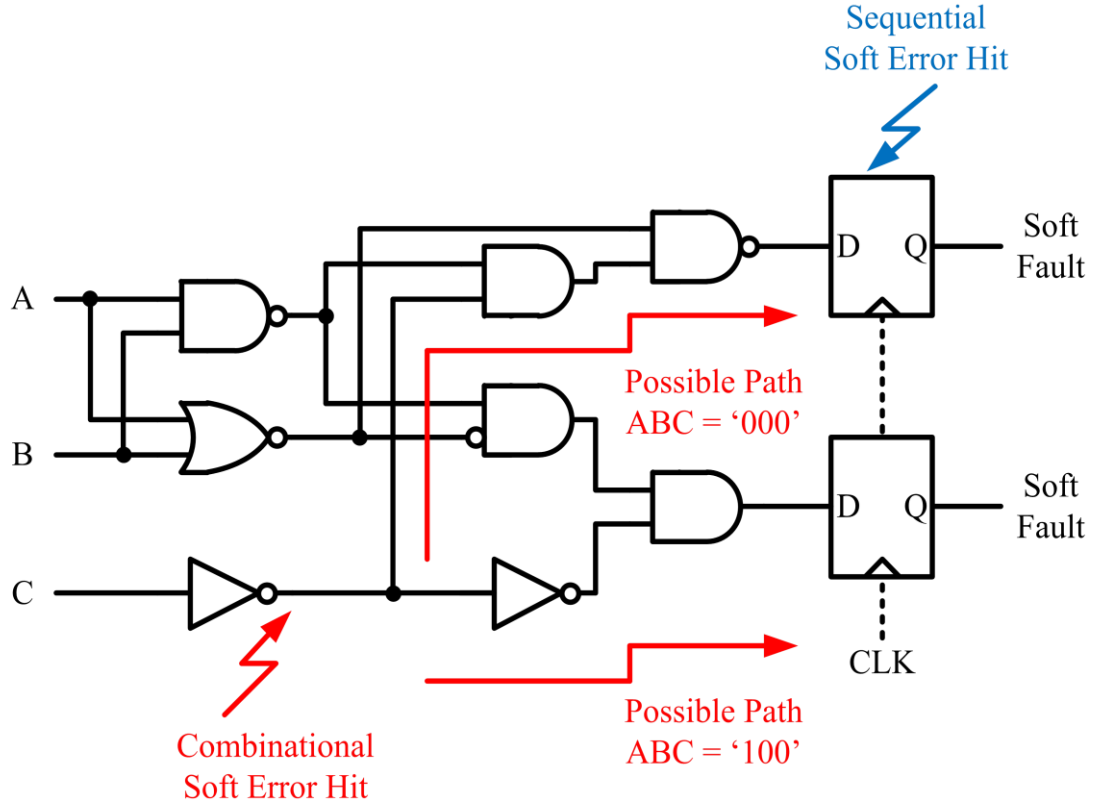 Sequential
Soft Error Hit
D
Q
Soft
Fault
A
Possible Path
ABC = ‘000’
B
D
Q
Soft
Fault
C
CLK
Possible Path
ABC = ‘100’
Combinational
Soft Error Hit